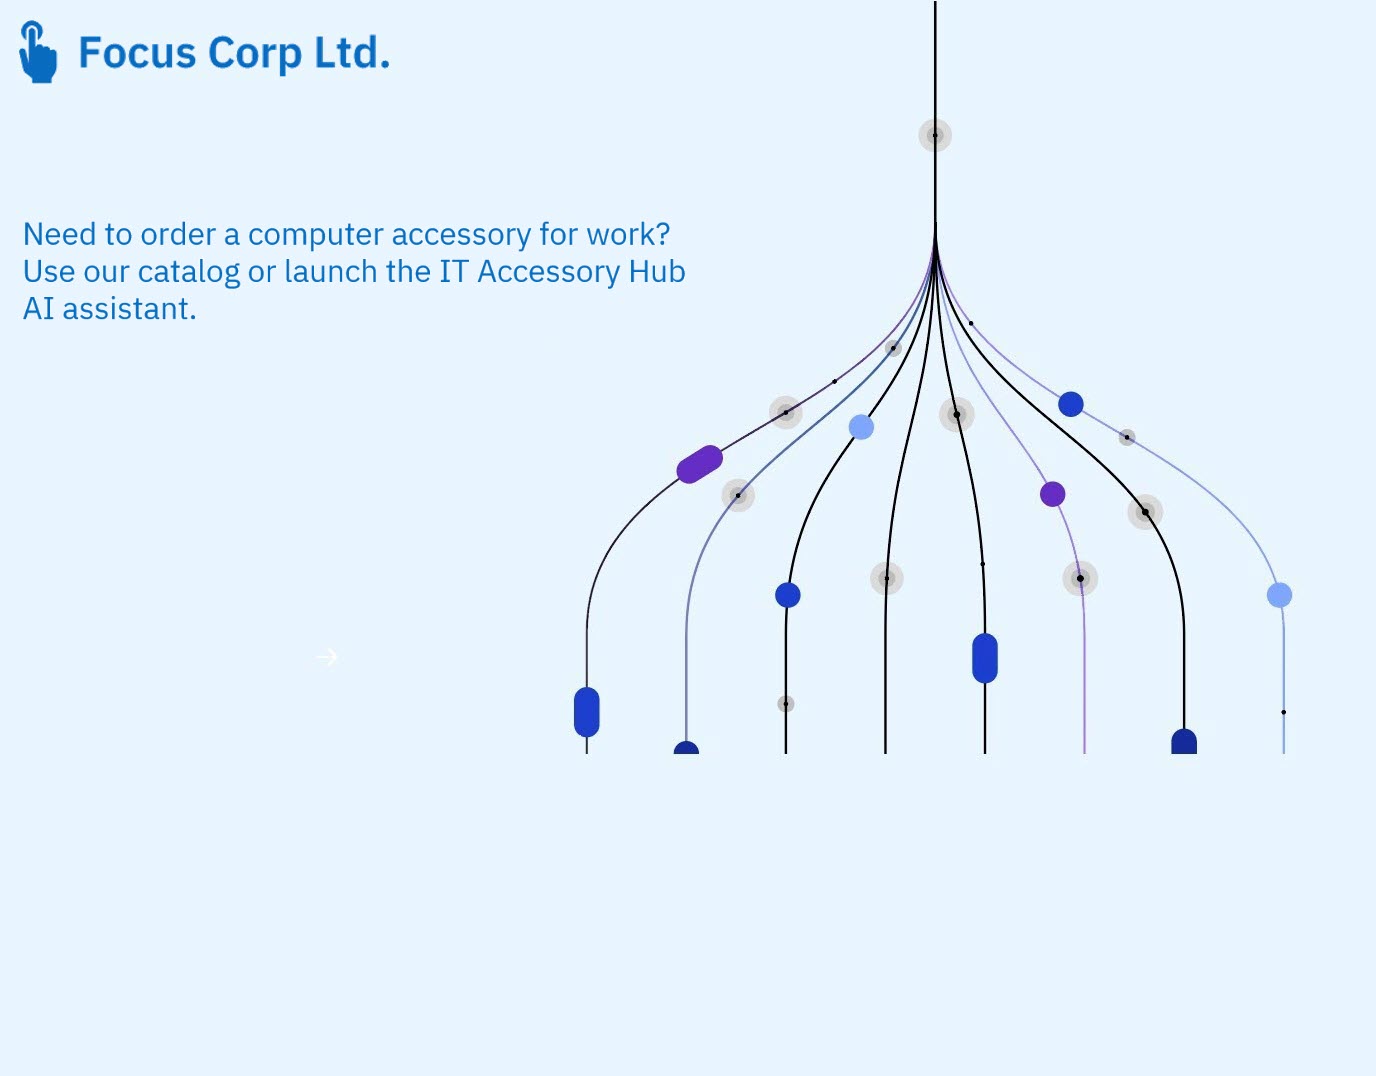 Focus Corp Ltd.
Need to order a computer accessory for work?
Use our catalog or launch the IT Accessory Hub
AI assistant.